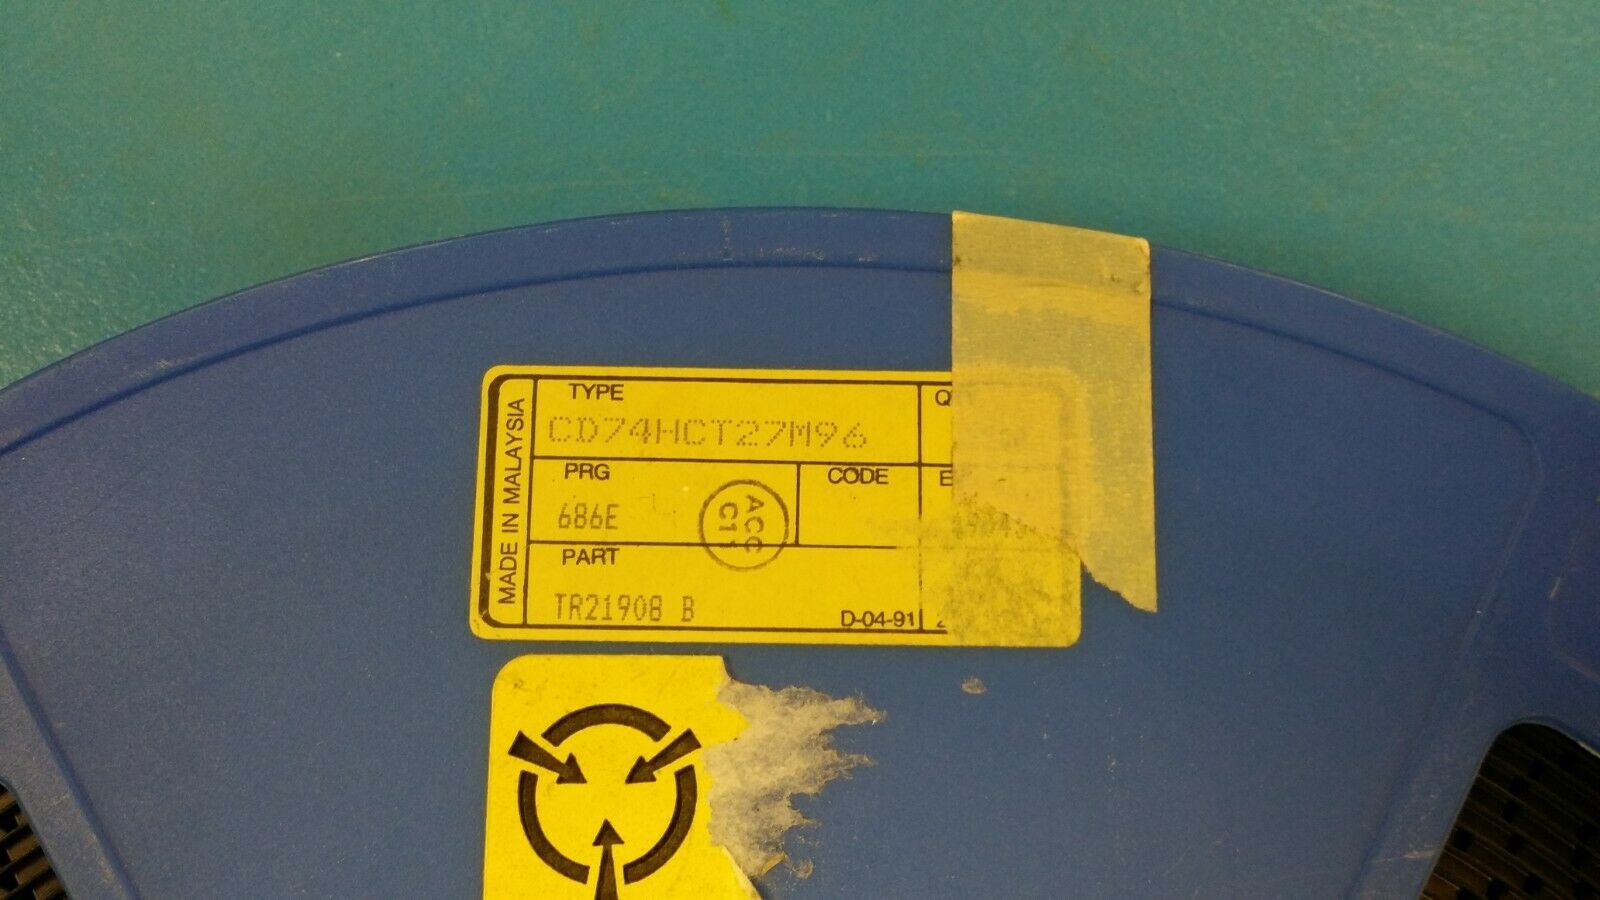 MADE IN MALAYSIA
TYPE
CD74HCT27M96
PRG
CODE
686E
ACC
PART
TR21908 B
D-04-91